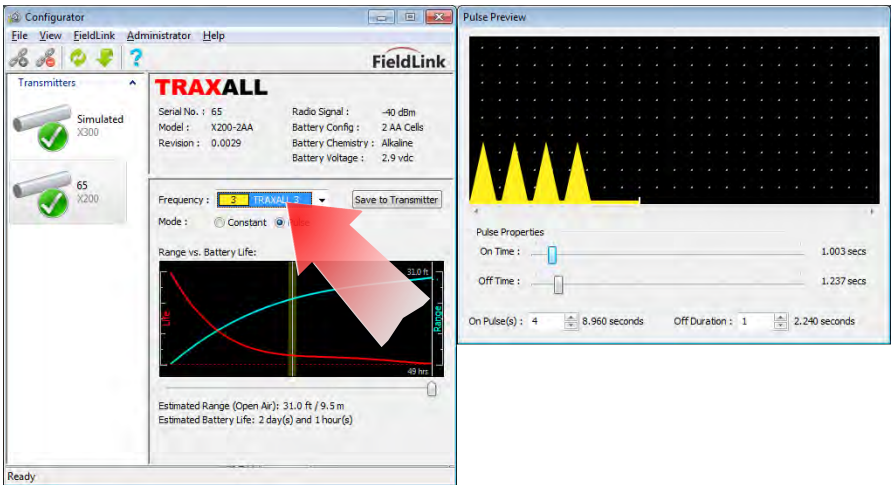 Configurator
File View FieldLink Administrator Help
?
FieldLink
Transmitters
Simulated
X300
65
X200
TRAXALL
Serial No. : 65
Model : X200-2AA
Revision : 0.0029
Radio Signal : -40 dBm
Battery Config : 2 AA Cells
Battery Chemistry : Alkaline
Battery Voltage : 2.9 vdc
Frequency : 3 TRAXALL 3
Save to Transmitter
Mode : Constant
Range vs. Battery Life:
31.0 ft
Life
Range
49 hrs
Estimated Range (Open Air): 31.0 ft / 9.5 m
Estimated Battery Life: 2 day(s) and 1 hour(s)
Ready
Pulse Preview
Pulse Properties
On Time : 1.003 secs
Off Time : 1.237 secs
On Pulse(s) : 4 8.960 seconds Off Duration : 1 2.240 seconds